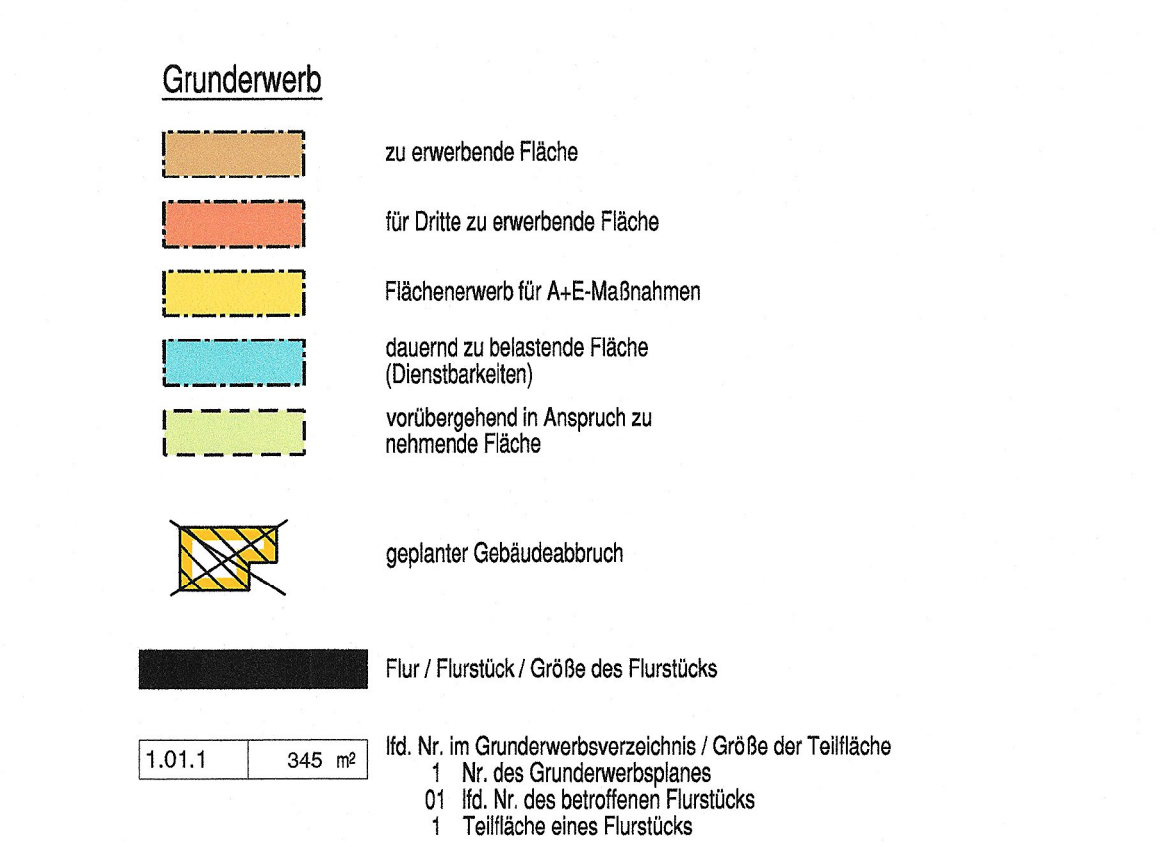 Grunderwerb
zu erwerbende Fläche
für Dritte zu erwerbende Fläche
Flächenerwerb für A+E-Maßnahmen
dauernd zu belastende Fläche
(Dienstbarkeiten)
vorübergehend in Anspruch zu
nehmende Fläche
geplanter Gebäudeabbruch
Flur / Flurstück / Größe des Flurstücks
1.01.1 345 m²
lfd. Nr. im Grunderwerbsverzeichnis / Größe der Teilfläche
1 Nr. des Grunderwerbsplanes
01 lfd. Nr. des betroffenen Flurstücks
1 Teilfläche eines Flurstücks